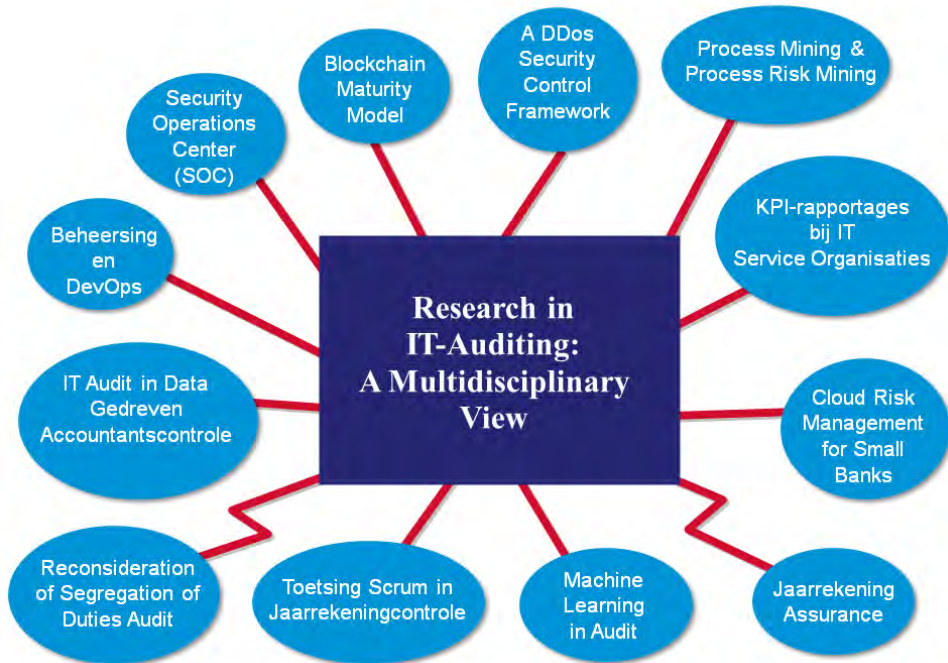 A DDos
Security
Control
Framework
Process Mining &
Process Risk Mining
Blockchain
Maturity
Model
Security
Operations
Center
(SOC)
KPI-rapportages
bij IT
Service Organisaties
Beheersing
en
DevOps
Research in
IT-Auditing:
A Multidisciplinary
View
IT Audit in Data
Gedreven
Accountantscontrole
Cloud Risk
Management
for Small
Banks
Reconsideration
of Segregation of
Duties Audit
Toetsing Scrum in
Jaarrekeningcontrole
Machine
Learning
in Audit
Jaarrekening
Assurance